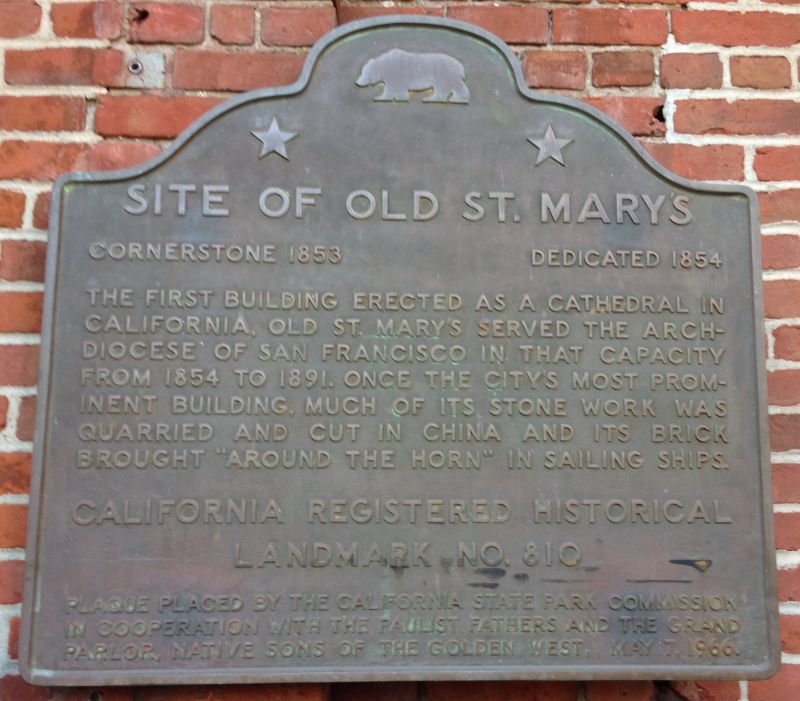 SITE OF OLD ST. MARY'S
CORNERSTONE 1853 DEDICATED 1854
THE FIRST BUILDING ERECTED AS A CATHEDRAL IN
CALIFORNIA, OLD ST. MARY'S SERVED THE ARCH-
DIOCESE OF SAN FRANCISCO IN THAT CAPACITY
FROM 1854 TO 1891. ONCE THE CITY'S MOST PROM-
INENT BUILDING, MUCH OF ITS STONE WORK WAS
QUARRIED AND CUT IN CHINA AND ITS BRICK
BROUGHT "AROUND THE HORN" IN SAILING SHIPS.
CALIFORNIA REGISTERED HISTORICAL
LANDMARK NO. 810
PLAQUE PLACED BY THE CALIFORNIA STATE PARK COMMISSION
IN COOPERATION WITH THE PAULIST FATHERS AND THE GRAND
PARLOR, NATIVE SONS OF THE GOLDEN WEST. MAY 7, 1966.